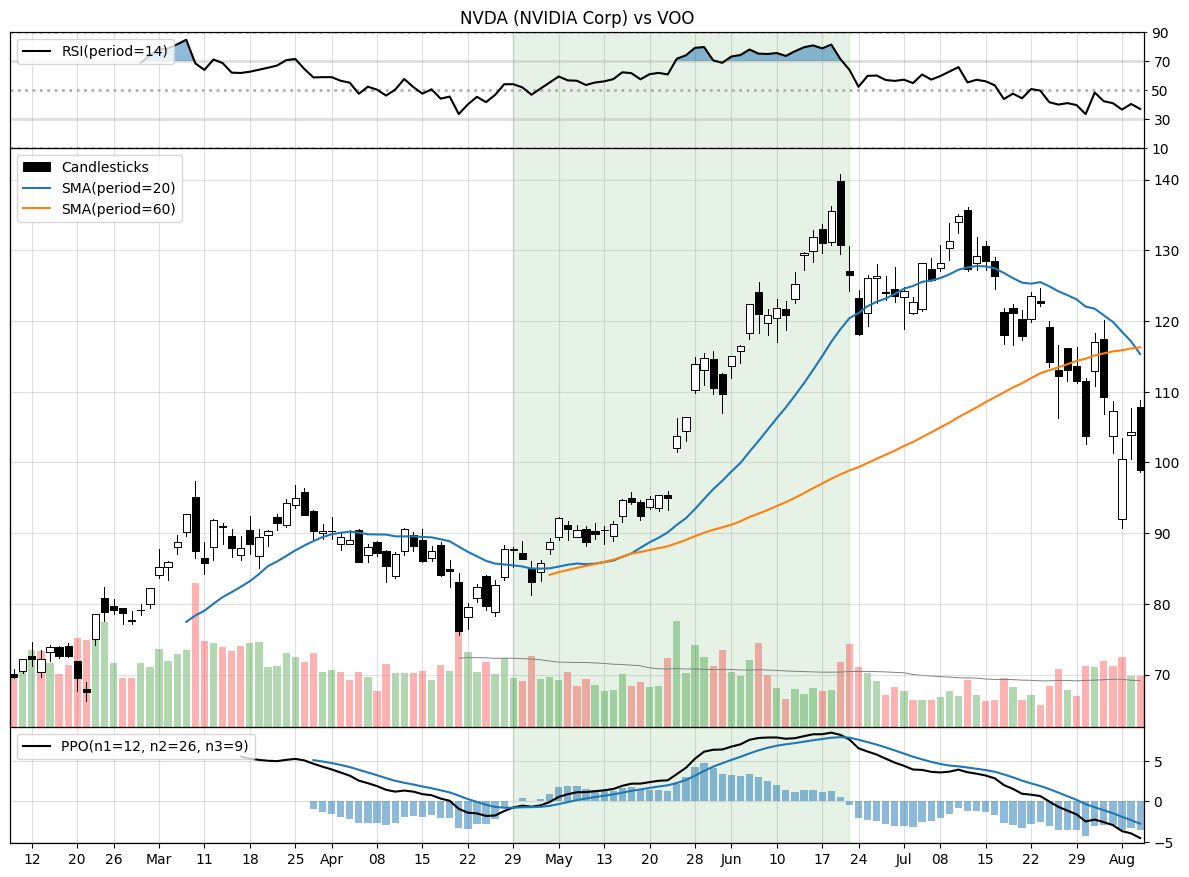 NVDA (NVIDIA Corp) vs VOO
RSI(period=14)
90
70
50
30
10
Candlesticks
SMA(period=20)
SMA(period=60)
140
130
120
110
100
90
80
70
PPO(n1=12, n2=26, n3=9)
5
0
−5
12 20 26 Mar 11 18 25 Apr 08 15 22 29 May 13 20 28 Jun 10 17 24 Jul 08 15 22 29 Aug